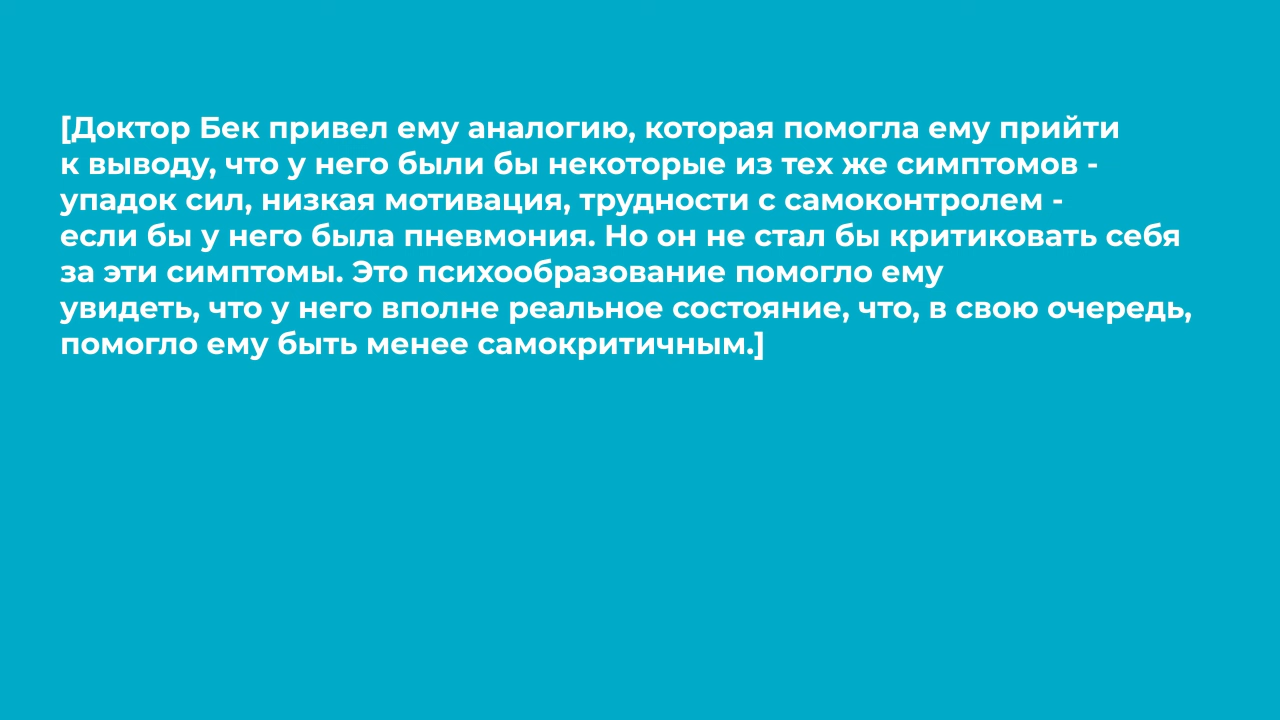 [Доктор Бек привел ему аналогию, которая помогла ему прийти
к выводу, что у него были бы некоторые из тех же симптомов -
упадок сил, низкая мотивация, трудности с самоконтролем -
если бы у него была пневмония. Но он не стал бы критиковать себя
за эти симптомы. Это психообразование помогло ему
увидеть, что у него вполне реальное состояние, что, в свою очередь,
помогло ему быть менее самокритичным.]